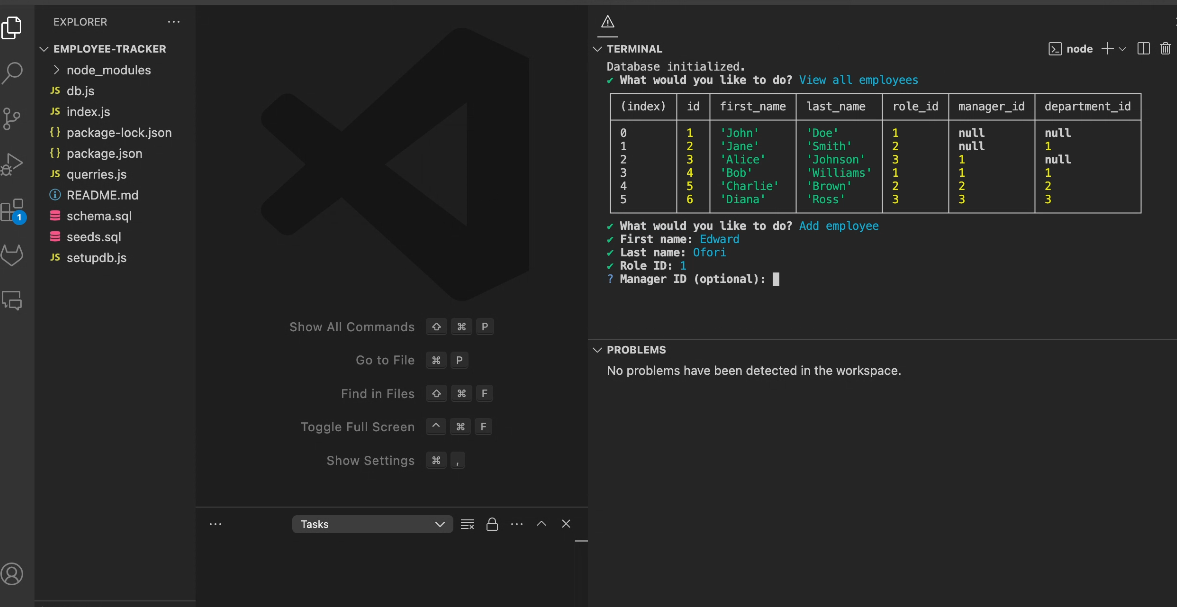 EXPLORER
EMPLOYEE-TRACKER
node_modules
JS db.js
JS index.js
{} package-lock.json
{} package.json
JS querries.js
README.md
schema.sql
seeds.sql
JS setupdb.js
1
Show All Commands ⇧ ⌘ P
Go to File ⌘ P
Find in Files ⇧ ⌘ F
Toggle Full Screen ^ ⌘ F
Show Settings ⌘ ,
Tasks
TERMINAL
node
Database initialized.
✔ What would you like to do? View all employees
(index) id first_name last_name role_id manager_id department_id
0 1 'John' 'Doe' 1 null null
1 2 'Jane' 'Smith' 2 null 1
2 3 'Alice' 'Johnson' 3 1 null
3 4 'Bob' 'Williams' 1 1 1
4 5 'Charlie' 'Brown' 2 2 2
5 6 'Diana' 'Ross' 3 3 3
✔ What would you like to do? Add employee
✔ First name: Edward
✔ Last name: Ofori
✔ Role ID: 1
? Manager ID (optional):
PROBLEMS
No problems have been detected in the workspace.